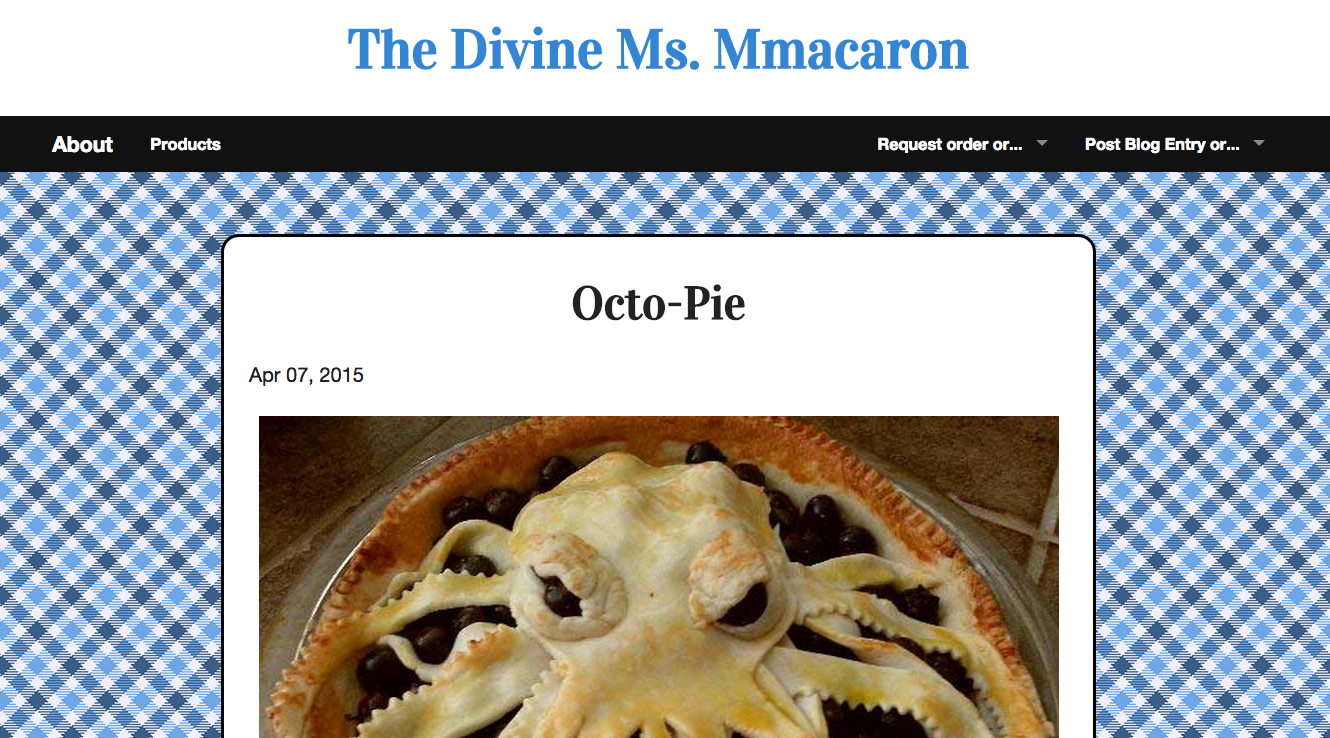 The Divine Ms. Mmacaron
About Products Request order or... Post Blog Entry or...
Octo-Pie
Apr 07, 2015